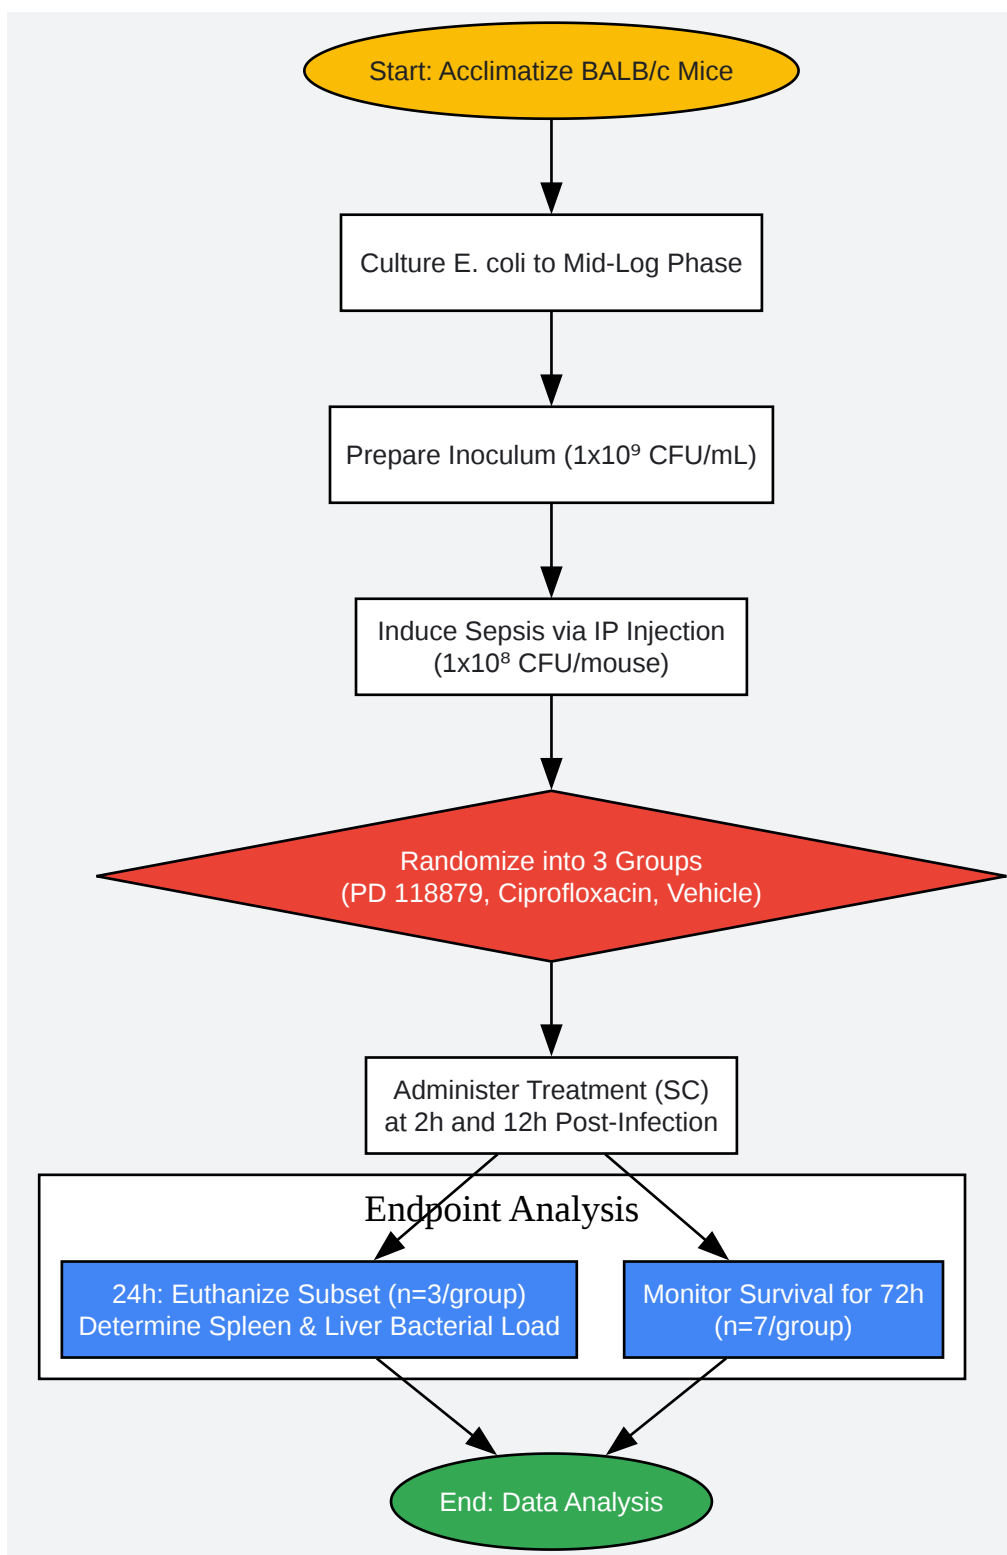 Start: Acclimatize BALB/c Mice
Culture E. coli to Mid-Log Phase
Prepare Inoculum (1x10⁹ CFU/mL)
Induce Sepsis via IP Injection
(1x10⁸ CFU/mouse)
Randomize into 3 Groups
(PD 118879, Ciprofloxacin, Vehicle)
Administer Treatment (SC)
at 2h and 12h Post-Infection
Endpoint Analysis
24h: Euthanize Subset (n=3/group)
Determine Spleen & Liver Bacterial Load
Monitor Survival for 72h
(n=7/group)
End: Data Analysis